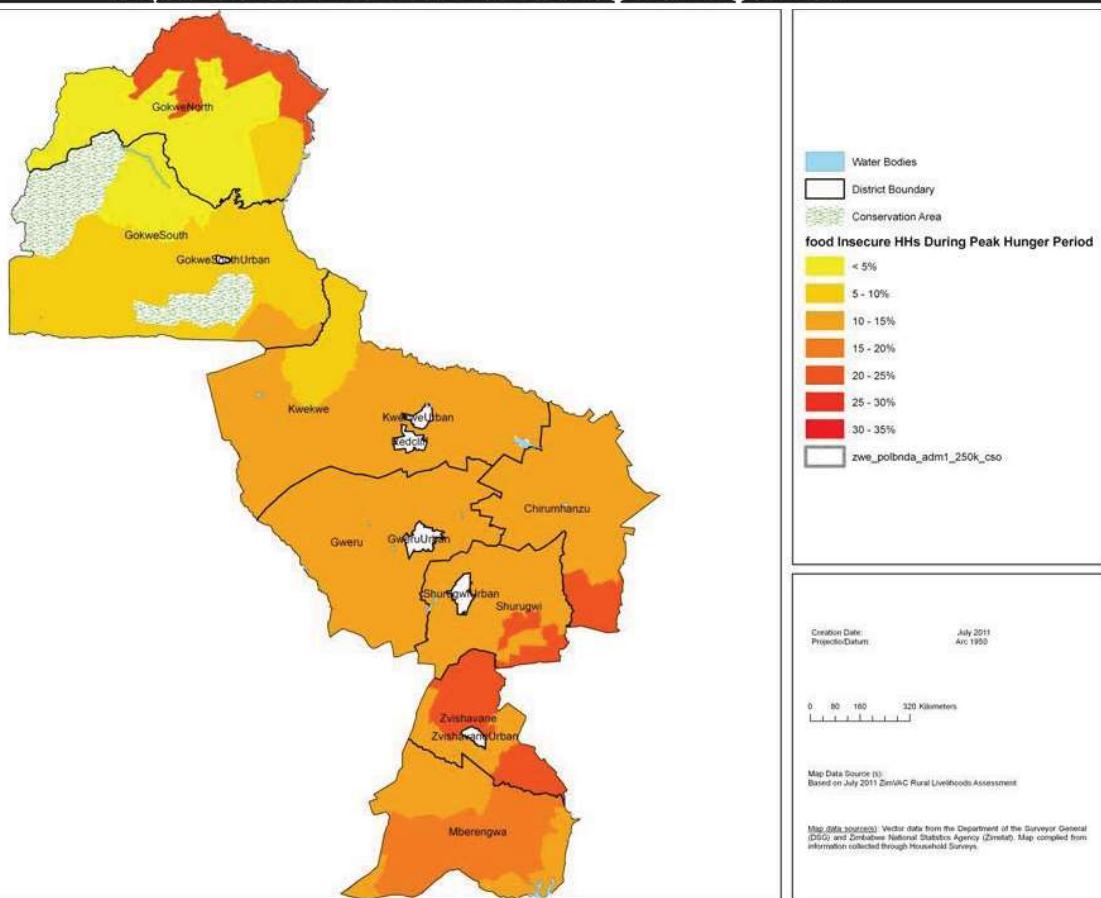 GokweNorth
GokweSouth
GokweSouthUrban
Kwekwe
KwekweUrban
Redcliff
Chirumhanzu
Gweru
GweruUrban
ShurugwiUrban
Shurugwi
Zvishavane
ZvishavaneUrban
Mberengwa
Water Bodies
District Boundary
Conservation Area
food Insecure HHs During Peak Hunger Period
< 5%
5 - 10%
10 - 15%
15 - 20%
20 - 25%
25 - 30%
30 - 35%
zwe_polbnda_adm1_250k_cso
Creation Date: July 2011
Projectio/Datum: Arc 1950
0 80 160 320 Kilometers
Map Data Source (s):
Based on July 2011 ZimVAC Rural Livelihoods Assessment
Map data source(s): Vector data from the Department of the Surveyor General
(DSG) and Zimbabwe National Statistics Agency (Zimstat). Map compiled from
information collected through Household Surveys.